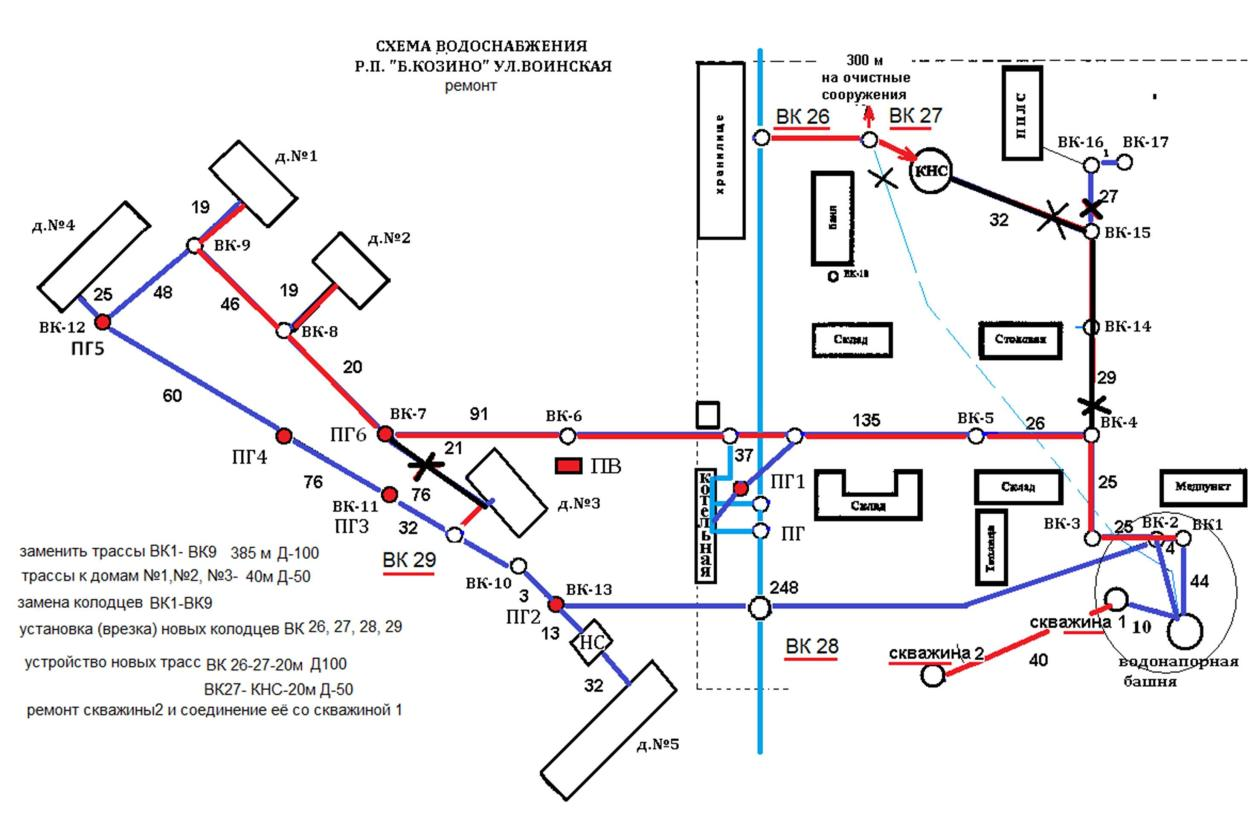 СХЕМА ВОДОСНАБЖЕНИЯ
Р.П. "Б.КОЗИНО" УЛ.ВОИНСКАЯ
ремонт
300 м
на очистные
сооружения
ВК 26
ВК 27
КНС
хранилище
ППЛС
ВК-16
1
ВК-17
27
ВК-15
32
Баня
ВК-18
д.№1
19
ВК-9
д.№4
д.№2
25
48
46
19
ВК-8
ВК-12
ПГ5
20
60
Склад
Столовая
ВК-14
29
ВК-7
91
ВК-6
135
ВК-5
26
ВК-4
ПГ6
21
ПГ4
37
ПВ
76
76
ВК-11
ПГ3
32
д.№3
котельная
ПГ1
ПГ
Склад
Склад
Медпункт
25
ВК-3
25
ВК-2
ВК1
4
Теплица
44
ВК 29
ВК-10
3
ВК-13
ПГ2
13
НС
32
д.№5
248
ВК 28
скважина 1
10
скважина 2
40
водонапорная
башня
заменить трассы ВК1- ВК9 385 м Д-100
трассы к домам №1,№2, №3- 40м Д-50
замена колодцев ВК1-ВК9
установка (врезка) новых колодцев ВК 26, 27, 28, 29
устройство новых трасс ВК 26-27-20м Д100
ВК27- КНС-20м Д-50
ремонт скважины2 и соединение её со скважиной 1